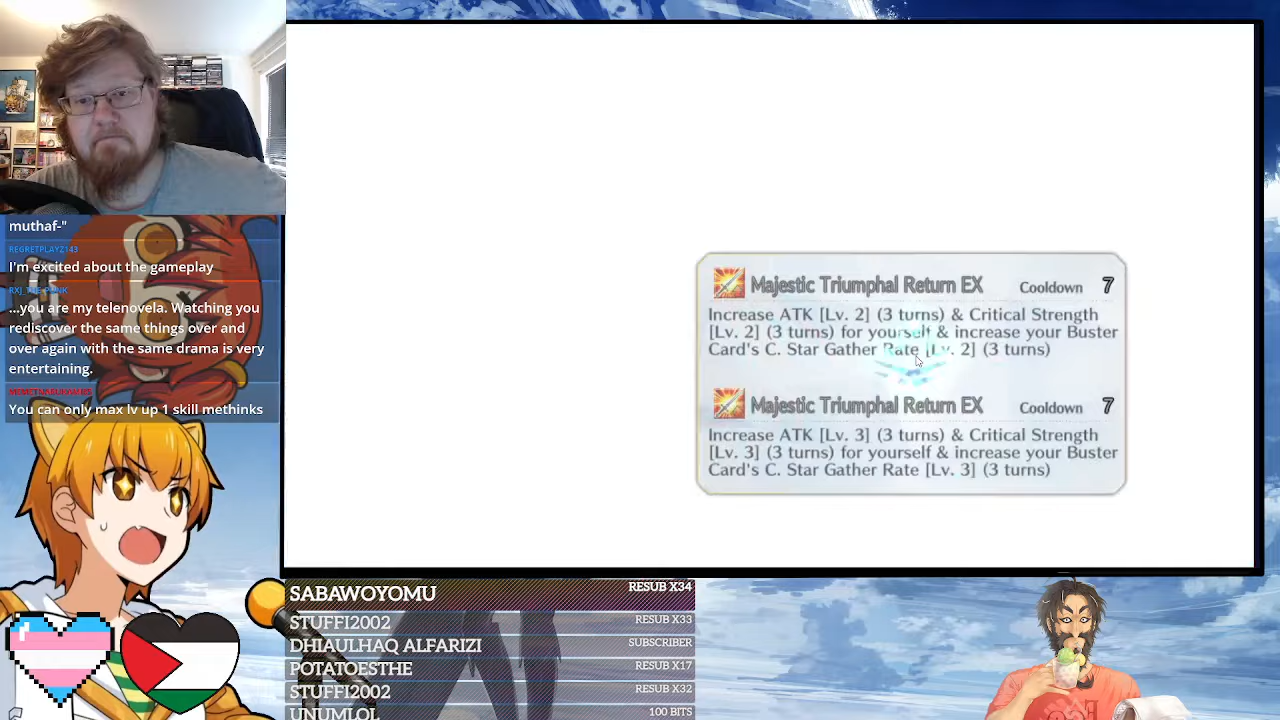 muthaf-"
REGRETPLAYZ143
I'm excited about the gameplay
RXJ_THE_PUNK
...you are my telenovela. Watching you
rediscover the same things over and
over again with the same drama is very
entertaining.
You can only max lv up 1 skill methinks
Majestic Triumphal Return EX Cooldown 7
Increase ATK [Lv. 2] (3 turns) & Critical Strength
[Lv. 2] (3 turns) for yourself & increase your Buster
Card's C. Star Gather Rate [Lv. 2] (3 turns)
Majestic Triumphal Return EX Cooldown 7
Increase ATK [Lv. 3] (3 turns) & Critical Strength
[Lv. 3] (3 turns) for yourself & increase your Buster
Card's C. Star Gather Rate [Lv. 3] (3 turns)
SABAWOYOMU RESUB X34
STUFFI2002 RESUB X33
DHIAULHAQ ALFARIZI SUBSCRIBER
POTATOESTHE RESUB X17
STUFFI2002 RESUB X32
UNUMLOL 100 BITS